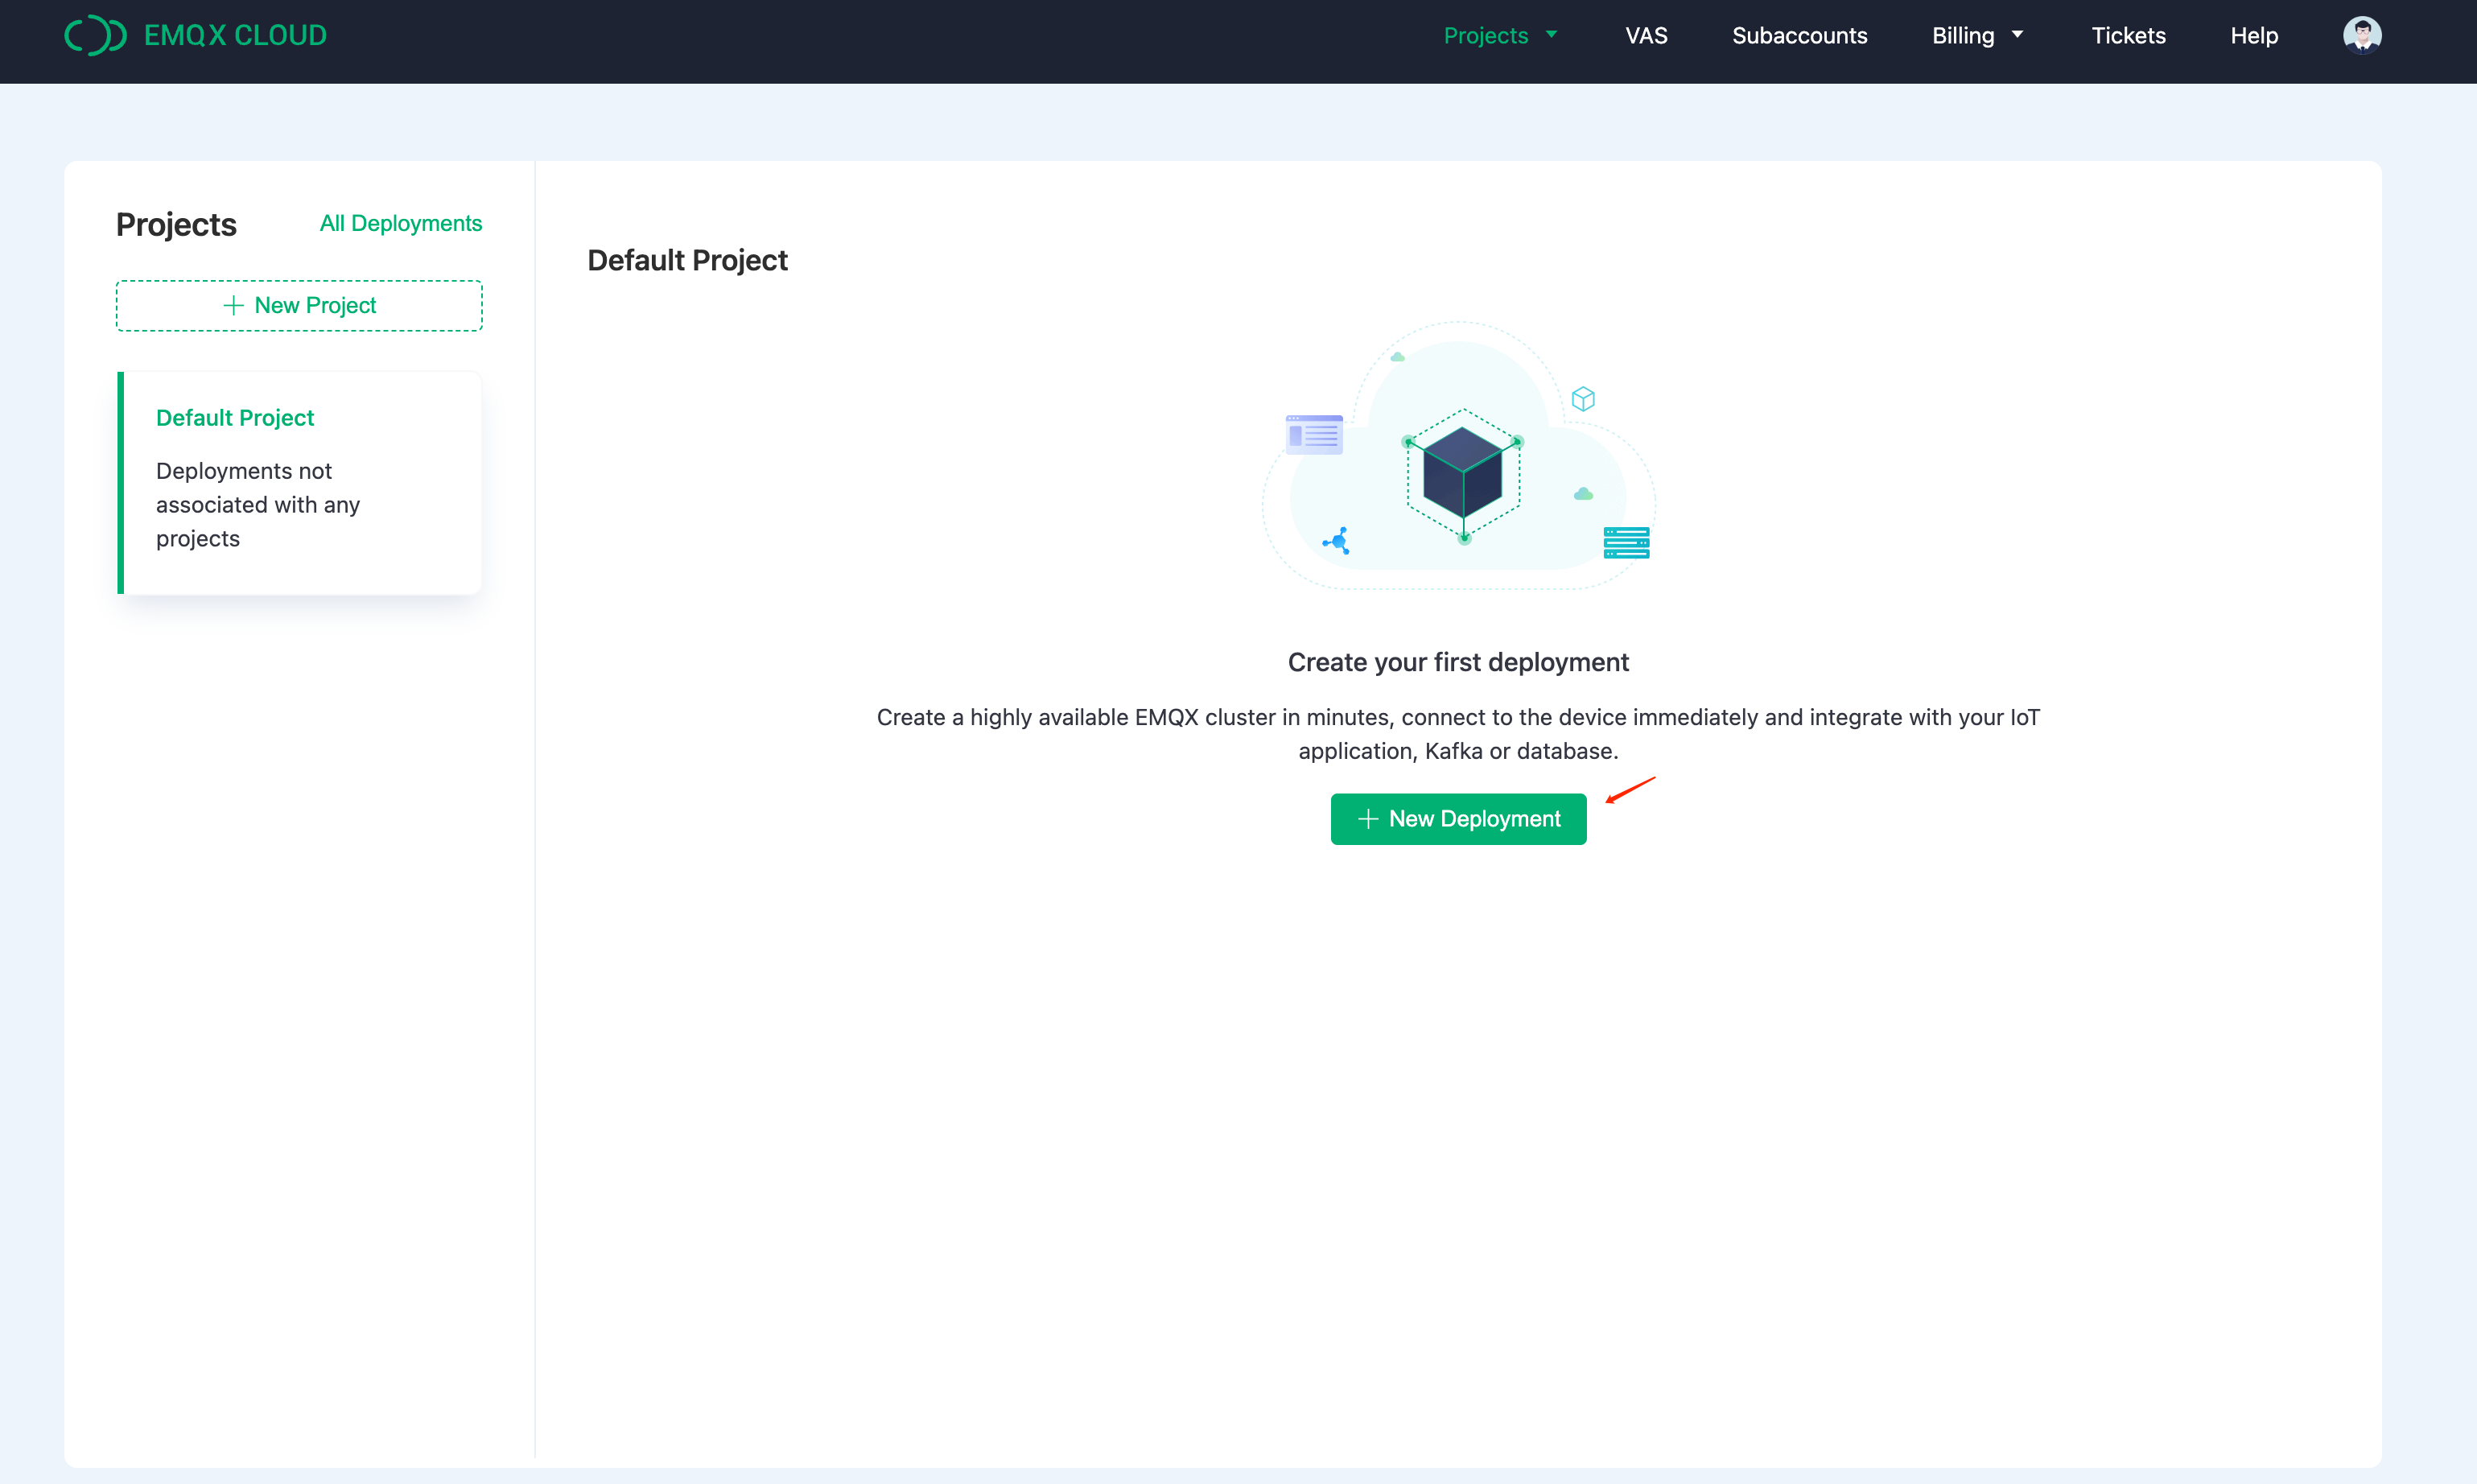 EMQX CLOUD
Projects
VAS
Subaccounts
Billing
Tickets
Help
Projects
All Deployments
New Project
Default Project
Deployments not
associated with any
projects
Default Project
Create your first deployment
Create a highly available EMQX cluster in minutes, connect to the device immediately and integrate with your IoT
application, Kafka or database.
New Deployment